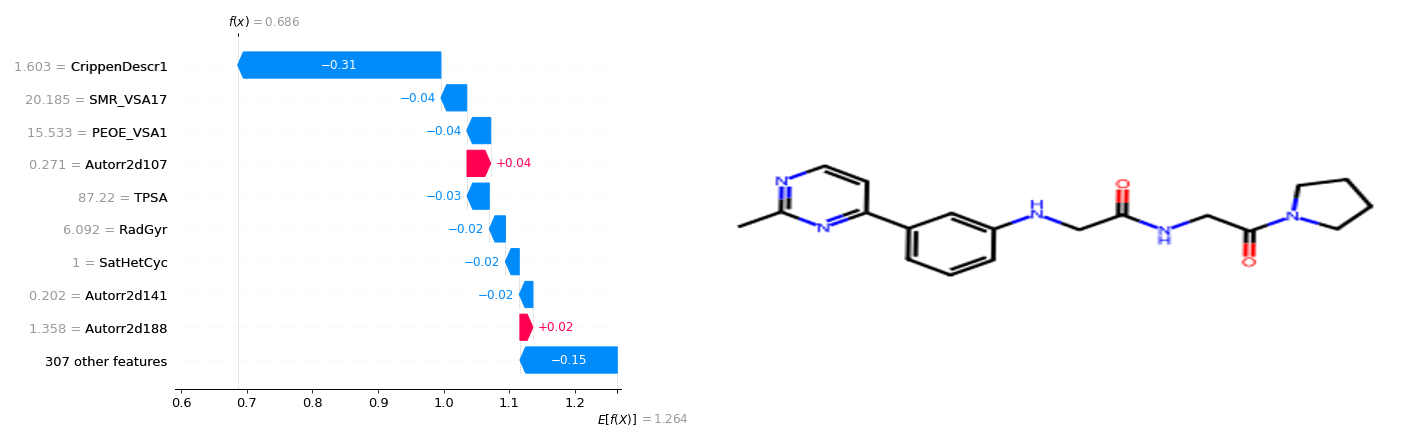 f(x) = 0.686
1.603 = CrippenDescr1
−0.31
20.185 = SMR_VSA17
−0.04
15.533 = PEOE_VSA1
−0.04
0.271 = Autorr2d107
+0.04
87.22 = TPSA
−0.03
6.092 = RadGyr
−0.02
1 = SatHetCyc
−0.02
0.202 = Autorr2d141
−0.02
1.358 = Autorr2d188
+0.02
307 other features
−0.15
0.6 0.7 0.8 0.9 1.0 1.1 1.2
E[f(X)] = 1.264
N
N
H
N
O
N
H
O
N